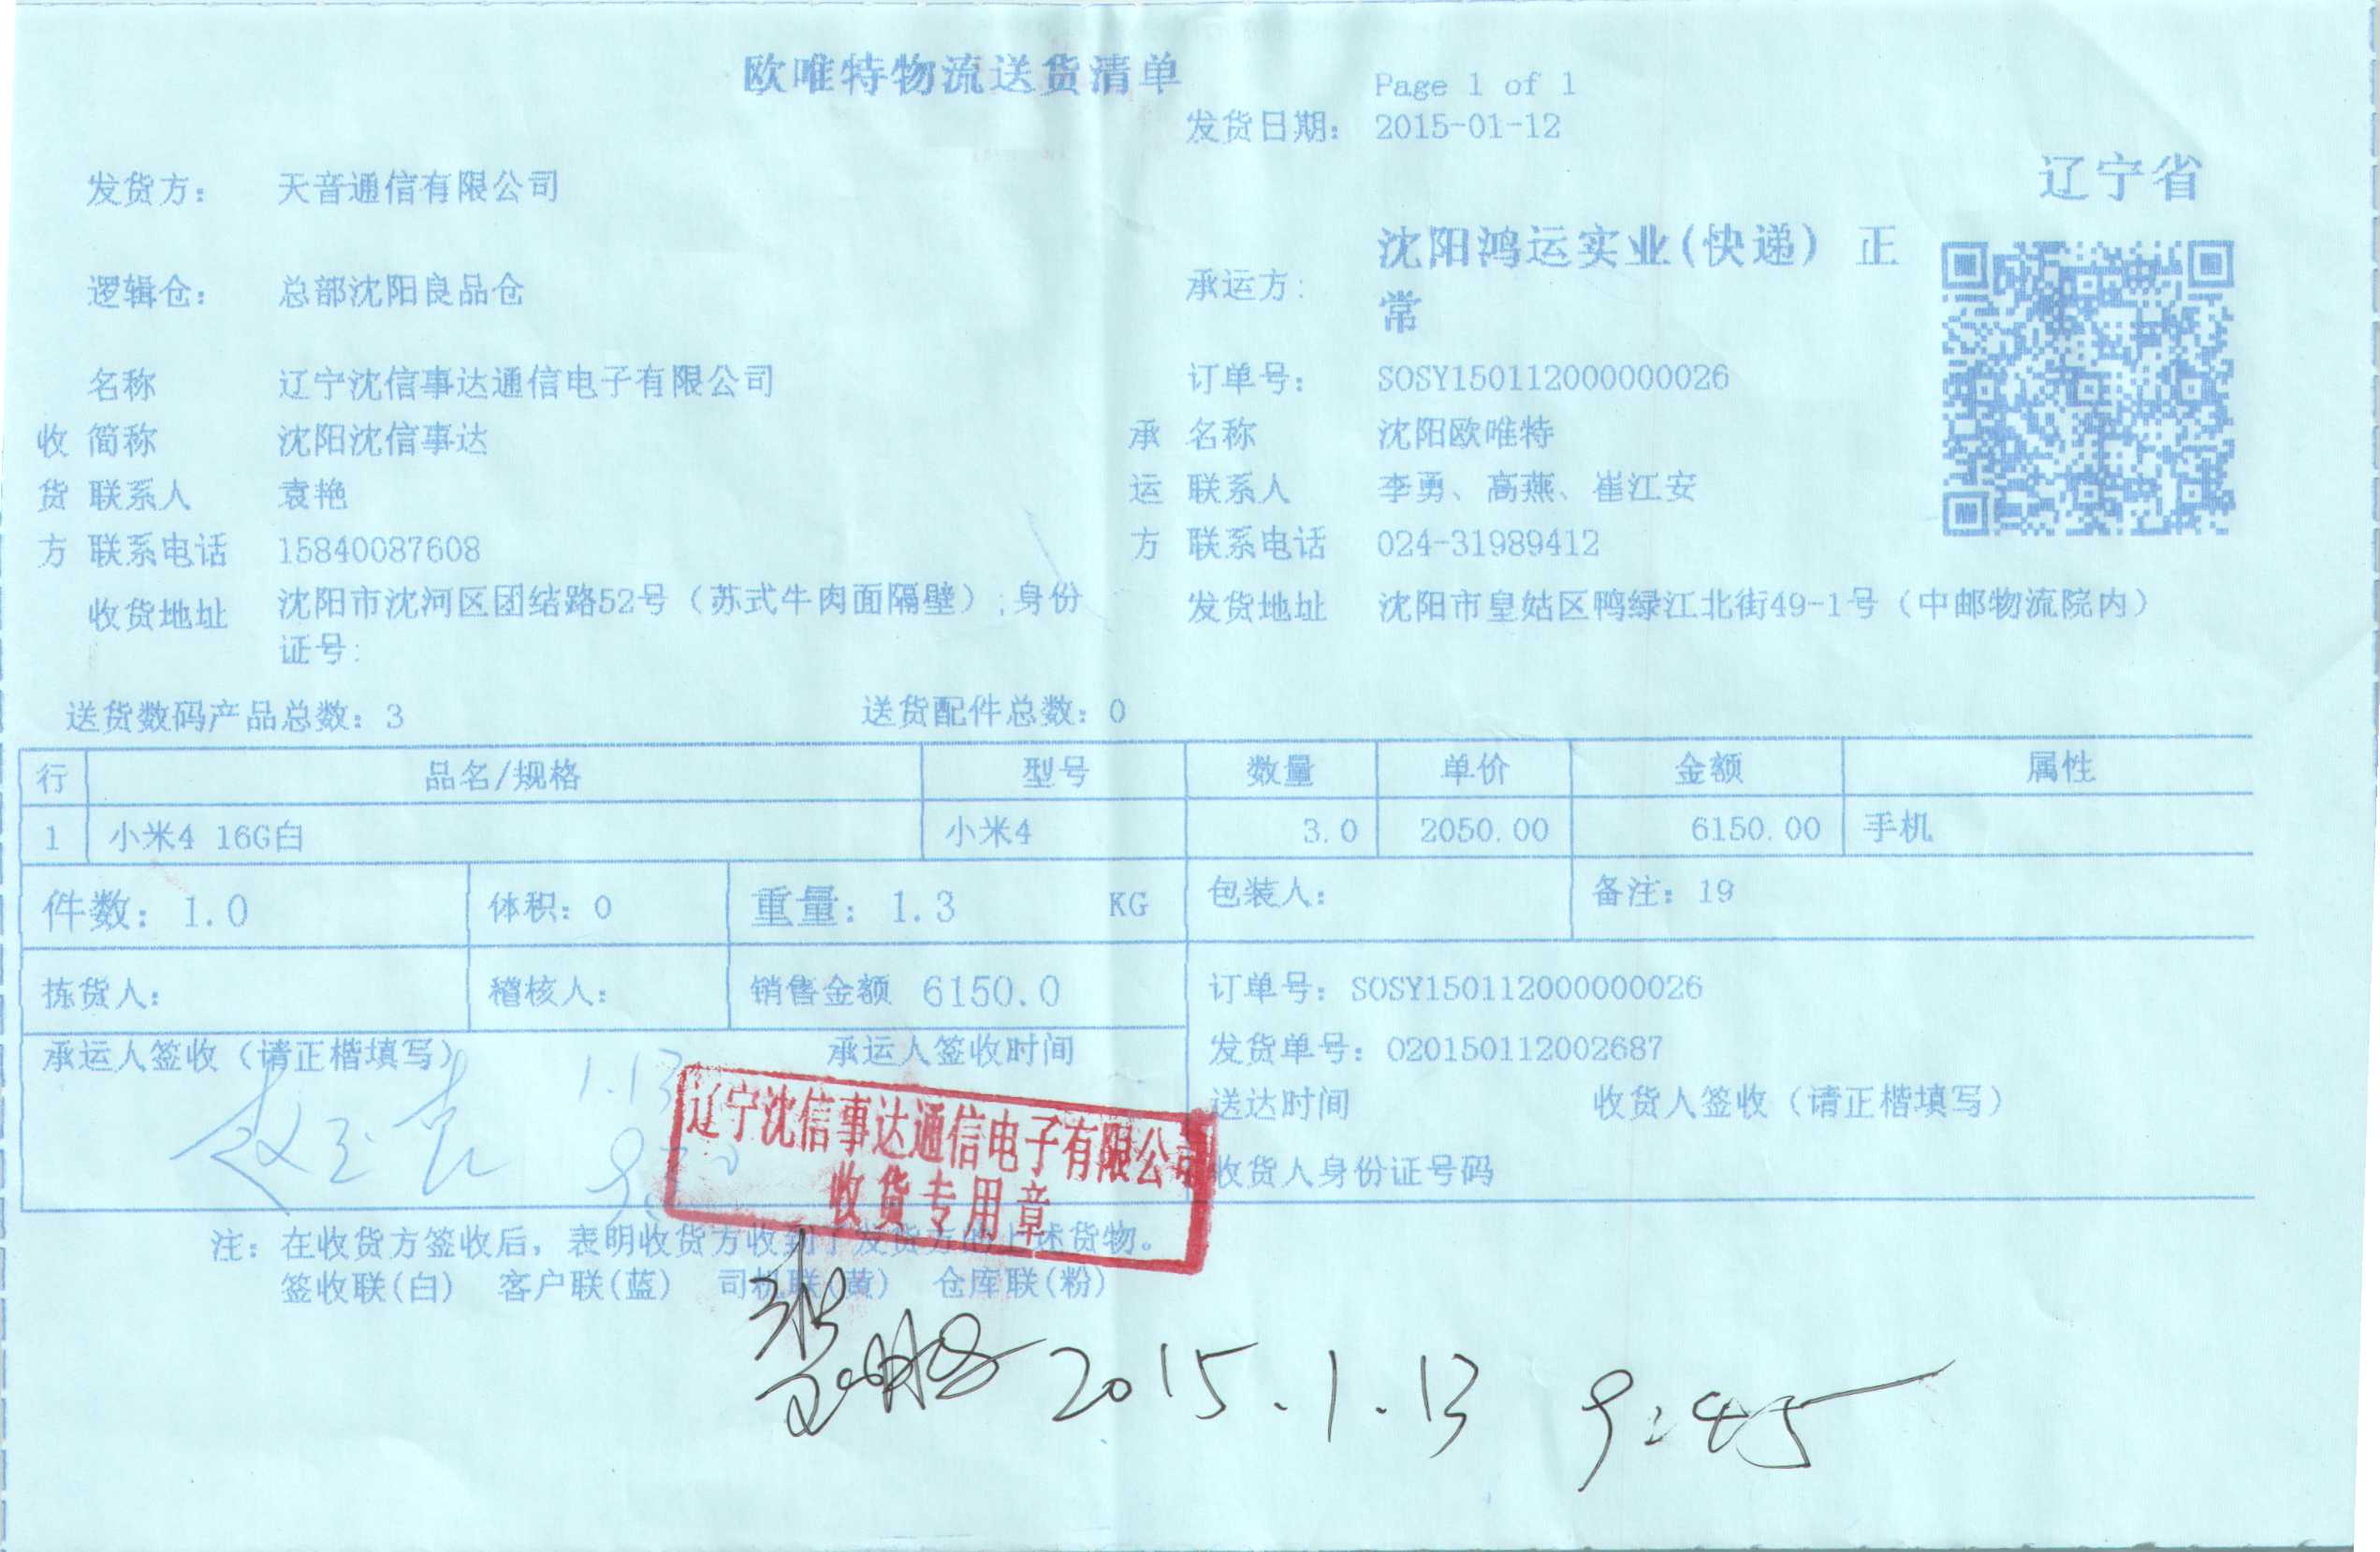 欧唯特物流送货清单
Page 1 of 1
发货日期: 2015-01-12
辽宁省
发货方: 天音通信有限公司
逻辑仓: 总部沈阳良品仓
承运方: 沈阳鸿运实业(快递) 正
常
名称 辽宁沈信事达通信电子有限公司
订单号: SOSY150112000000026
收 简称 沈阳沈信事达
承 名称 沈阳欧唯特
货 联系人 袁艳
运 联系人 李勇、高燕、崔江安
方 联系电话 15840087608
方 联系电话 024-31989412
收货地址 沈阳市沈河区团结路52号（苏式牛肉面隔壁）;身份
证号:
发货地址 沈阳市皇姑区鸭绿江北街49-1号（中邮物流院内）
送货数码产品总数: 3 送货配件总数: 0
行 品名/规格 型号 数量 单价 金额 属性
1 小米4 16G白 小米4 3.0 2050.00 6150.00 手机
件数: 1.0 体积: 0 重量: 1.3 KG 包装人: 备注: 19
拣货人: 稽核人: 销售金额 6150.0
订单号: SOSY150112000000026
承运人签收（请正楷填写） 承运人签收时间
发货单号: 020150112002687
1.13
送达时间 收货人签收（请正楷填写）
收货人身份证号码
辽宁沈信事达通信电子有限公司
收货专用章
注: 在收货方签收后，表明收货方收到了发货方的上述货物。
签收联(白) 客户联(蓝) 司机联(黄) 仓库联(粉)
2015.1.13 9:45